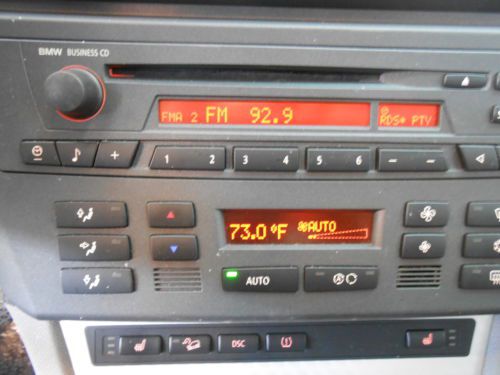 BMW BUSINESS CD
FMA 2 FM 92.9 RDS* PTY
1 2 3 4 5 6
73.0 °F AUTO
AUTO
DSC